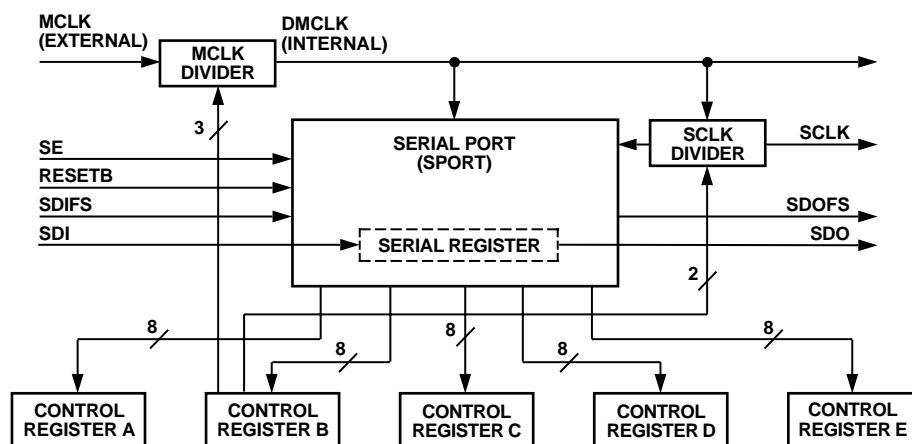 MCLK
(EXTERNAL)
DMCLK
(INTERNAL)
MCLK
DIVIDER
3
SE
RESETB
SDIFS
SDI
SERIAL PORT
(SPORT)
SERIAL REGISTER
SCLK
DIVIDER
SCLK
SDOFS
SDO
2
8
8
8
8
8
CONTROL
REGISTER A
CONTROL
REGISTER B
CONTROL
REGISTER C
CONTROL
REGISTER D
CONTROL
REGISTER E